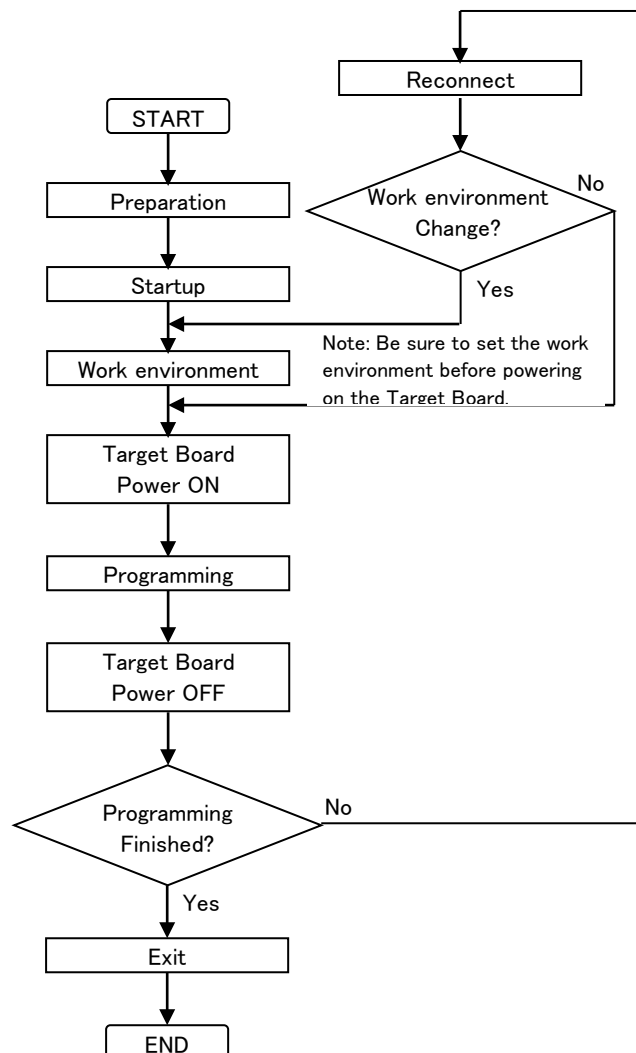 Reconnect
START
Work environment
Change?
No
Preparation
Startup
Yes
Note: Be sure to set the work
environment before powering
on the Target Board.
Work environment
Target Board
Power ON
Programming
Target Board
Power OFF
Programming
Finished?
No
Yes
Exit
END